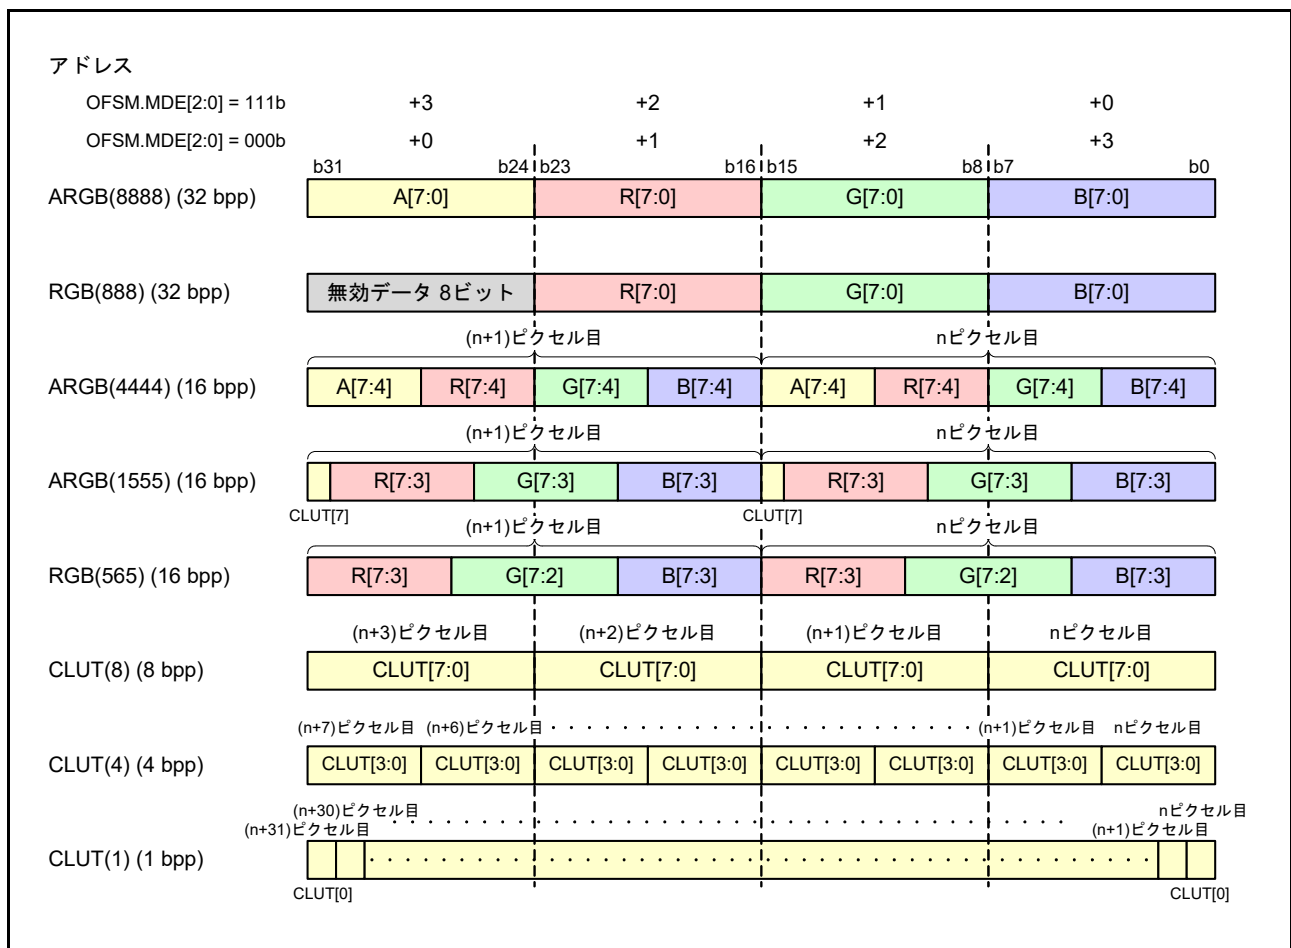 アドレス
OFSM.MDE[2:0] = 111b +3 +2 +1 +0
OFSM.MDE[2:0] = 000b +0 +1 +2 +3
b31 b24 b23 b16 b15 b8 b7 b0
ARGB(8888) (32 bpp) A[7:0] R[7:0] G[7:0] B[7:0]
RGB(888) (32 bpp) 無効データ 8ビット R[7:0] G[7:0] B[7:0]
(n+1)ピクセル目 nピクセル目
ARGB(4444) (16 bpp) A[7:4] R[7:4] G[7:4] B[7:4] A[7:4] R[7:4] G[7:4] B[7:4]
(n+1)ピクセル目 nピクセル目
ARGB(1555) (16 bpp) R[7:3] G[7:3] B[7:3] R[7:3] G[7:3] B[7:3]
CLUT[7] CLUT[7]
(n+1)ピクセル目 nピクセル目
RGB(565) (16 bpp) R[7:3] G[7:2] B[7:3] R[7:3] G[7:2] B[7:3]
(n+3)ピクセル目 (n+2)ピクセル目 (n+1)ピクセル目 nピクセル目
CLUT(8) (8 bpp) CLUT[7:0] CLUT[7:0] CLUT[7:0] CLUT[7:0]
(n+7)ピクセル目 (n+6)ピクセル目 (n+1)ピクセル目 nピクセル目
CLUT(4) (4 bpp) CLUT[3:0] CLUT[3:0] CLUT[3:0] CLUT[3:0] CLUT[3:0] CLUT[3:0] CLUT[3:0] CLUT[3:0]
(n+30)ピクセル目 nピクセル目
(n+31)ピクセル目 (n+1)ピクセル目
CLUT(1) (1 bpp)
CLUT[0] CLUT[0]